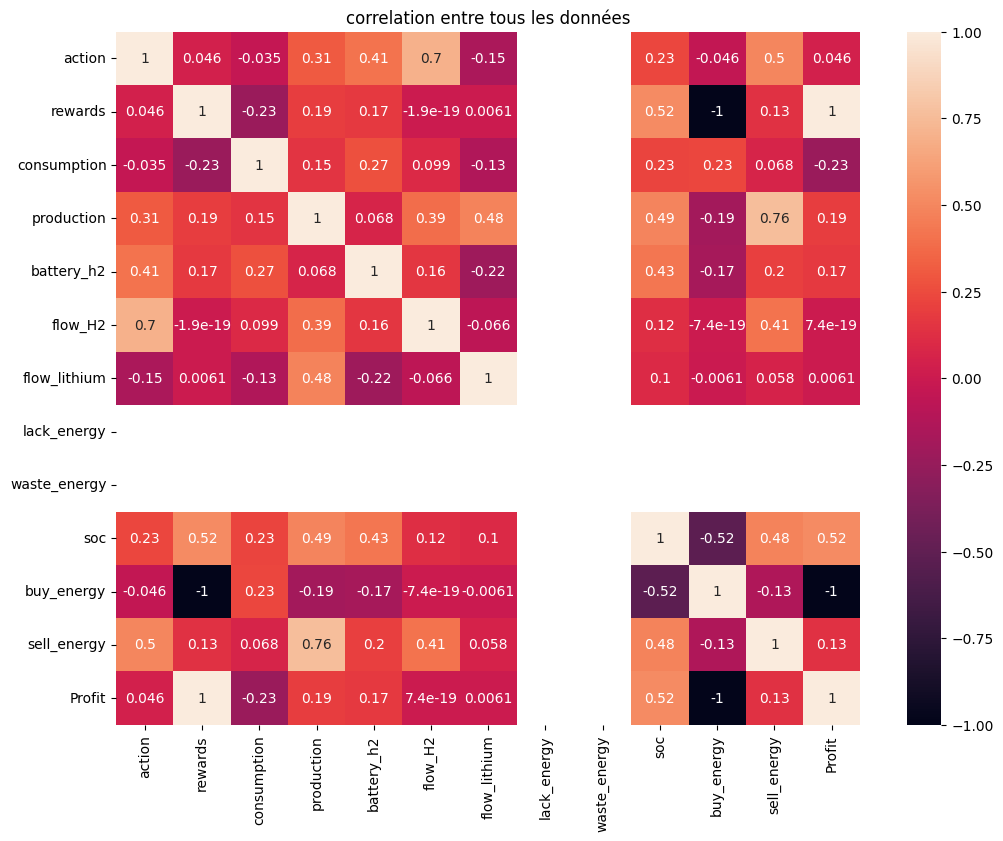 correlation entre tous les données
action 1 0.046 -0.035 0.31 0.41 0.7 -0.15 0.23 -0.046 0.5 0.046 1.00
rewards 0.046 1 -0.23 0.19 0.17 -1.9e-19 0.0061 0.52 -1 0.13 1 0.75
consumption -0.035 -0.23 1 0.15 0.27 0.099 -0.13 0.23 0.23 0.068 -0.23
production 0.31 0.19 0.15 1 0.068 0.39 0.48 0.49 -0.19 0.76 0.19 0.50
battery_h2 0.41 0.17 0.27 0.068 1 0.16 -0.22 0.43 -0.17 0.2 0.17 0.25
flow_H2 0.7 -1.9e-19 0.099 0.39 0.16 1 -0.066 0.12 -7.4e-19 0.41 7.4e-19
flow_lithium -0.15 0.0061 -0.13 0.48 -0.22 -0.066 1 0.1 -0.0061 0.058 0.0061 0.00
lack_energy
waste_energy -0.25
soc 0.23 0.52 0.23 0.49 0.43 0.12 0.1 1 -0.52 0.48 0.52 -0.50
buy_energy -0.046 -1 0.23 -0.19 -0.17 -7.4e-19 -0.0061 -0.52 1 -0.13 -1
sell_energy 0.5 0.13 0.068 0.76 0.2 0.41 0.058 0.48 -0.13 1 0.13 -0.75
Profit 0.046 1 -0.23 0.19 0.17 7.4e-19 0.0061 0.52 -1 0.13 1 -1.00
action rewards consumption production battery_h2 flow_H2 flow_lithium lack_energy waste_energy soc buy_energy sell_energy Profit